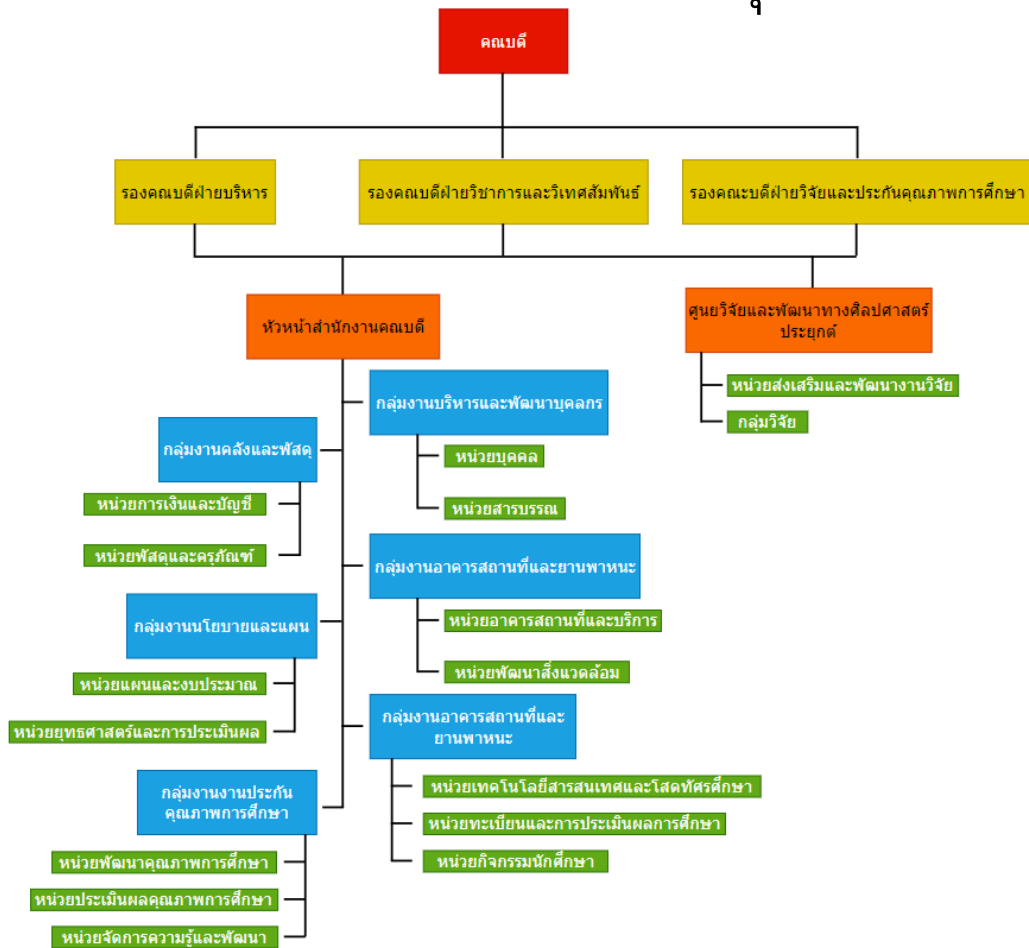 คณบดี
รองคณบดีฝ่ายบริหาร
รองคณบดีฝ่ายวิชาการและวิเทศสัมพันธ์
รองคณะบดีฝ่ายวิจัยและประกันคุณภาพการศึกษา
หัวหน้าสำนักงานคณบดี
ศูนยวิจัยและพัฒนาทางศิลปศาสตร์
ประยุกต์
หน่วยส่งเสริมและพัฒนางานวิจัย
กลุ่มวิจัย
กลุ่มงานบริหารและพัฒนาบุคลกร
หน่วยบุคคล
หน่วยสารบรรณ
กลุ่มงานคลังและพัสดุ
หน่วยการเงินและบัญชี
หน่วยพัสดุและครุภัณฑ์
กลุ่มงานอาคารสถานที่และยานพาหนะ
หน่วยอาคารสถานที่และบริการ
หน่วยพัฒนาสิ่งแวดล้อม
กลุ่มงานนโยบายและแผน
หน่วยแผนและงบประมาณ
หน่วยยุทธศาสตร์และการประเมินผล
กลุ่มงานอาคารสถานที่และ
ยานพาหนะ
หน่วยเทคโนโลยีสารสนเทศและโสดทัศรศึกษา
หน่วยทะเบียนและการประเมินผลการศึกษา
หน่วยกิจกรรมนักศึกษา
กลุ่มงานงานประกัน
คุณภาพการศึกษา
หน่วยพัฒนาคุณภาพการศึกษา
หน่วยประเมินผลคุณภาพการศึกษา
หน่วยจัดการความรู้และพัฒนา